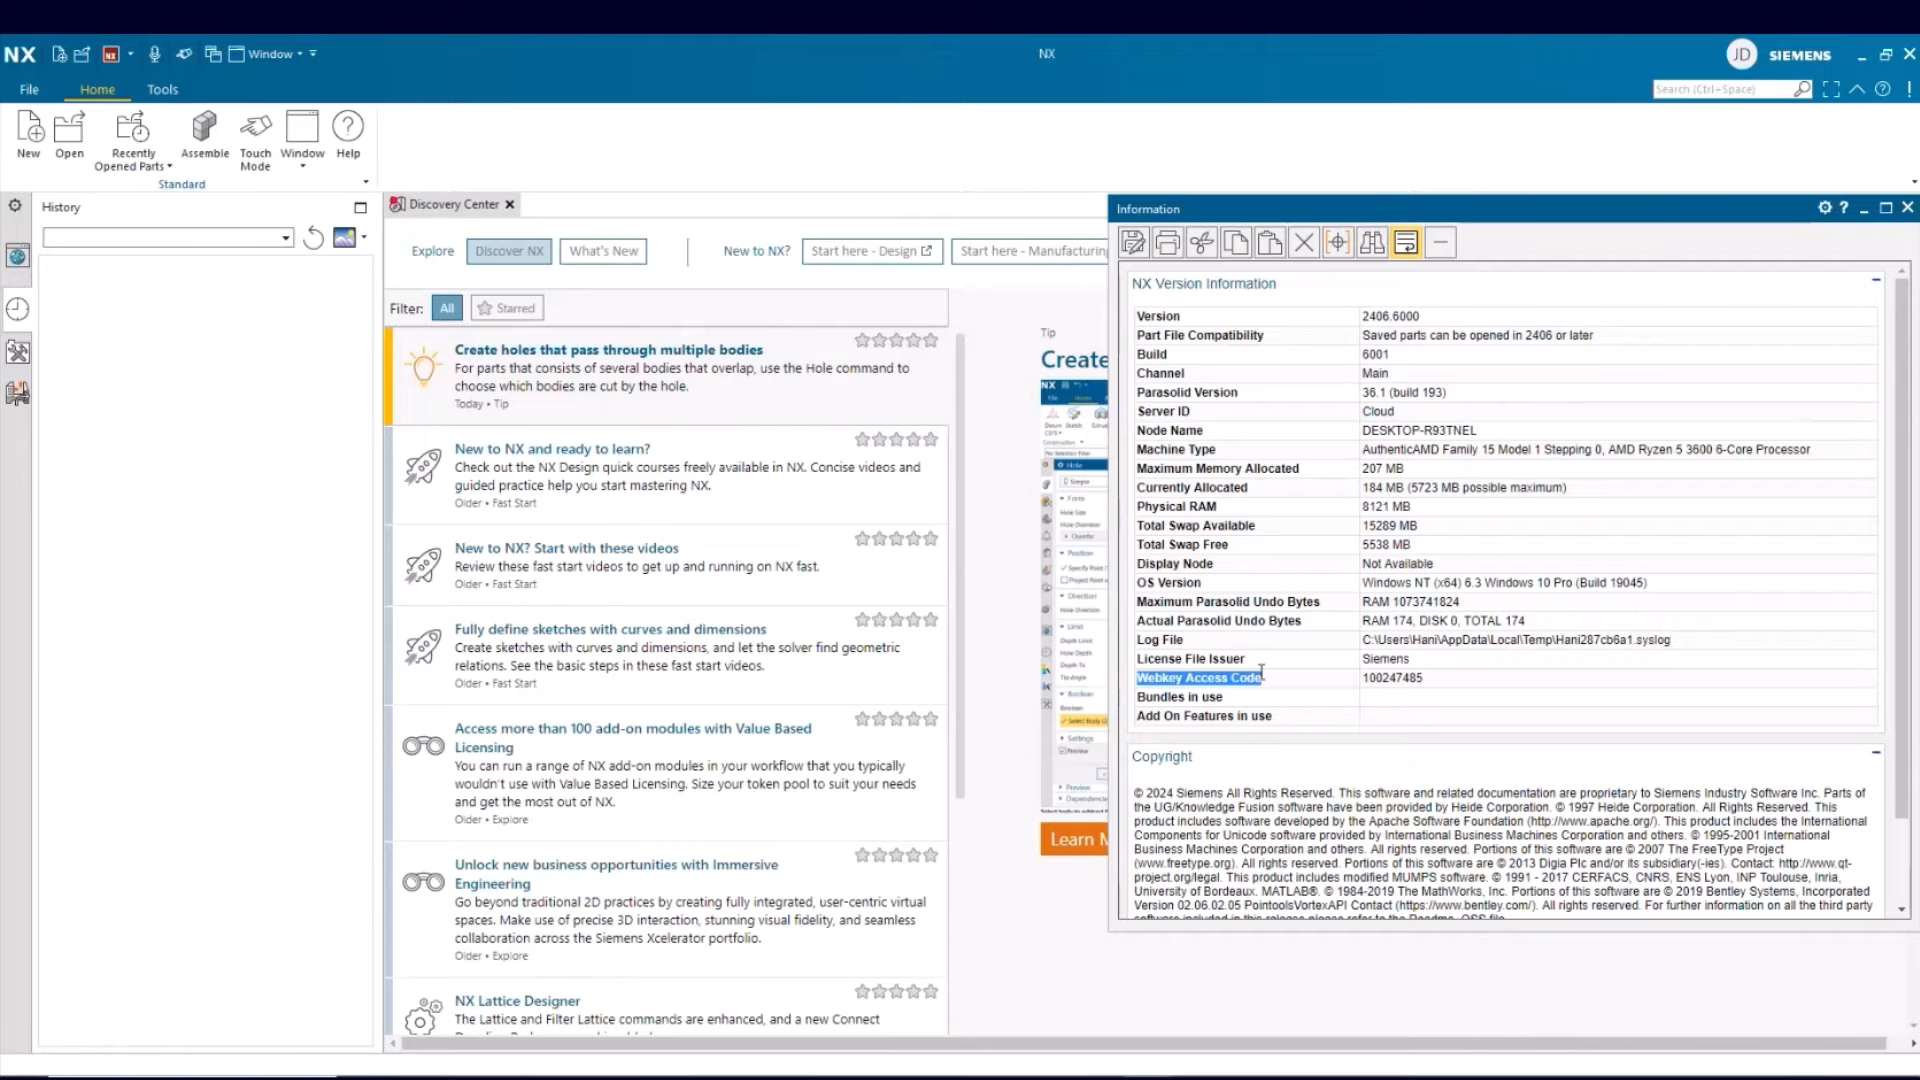 NX
Window
NX
JD
SIEMENS
File
Home
Tools
Search (Ctrl+Space)
New
Open
Recently
Opened Parts
Assemble
Touch
Mode
Window
Help
Standard
History
Discovery Center
Explore
Discover NX
What's New
New to NX?
Start here - Design
Start here - Manufacturing
Filter:
All
Starred
Create holes that pass through multiple bodies
For parts that consists of several bodies that overlap, use the Hole command to
choose which bodies are cut by the hole.
Today • Tip
New to NX and ready to learn?
Check out the NX Design quick courses freely available in NX. Concise videos and
guided practice help you start mastering NX.
Older • Fast Start
New to NX? Start with these videos
Review these fast start videos to get up and running on NX fast.
Older • Fast Start
Fully define sketches with curves and dimensions
Create sketches with curves and dimensions, and let the solver find geometric
relations. See the basic steps in these fast start videos.
Older • Fast Start
Access more than 100 add-on modules with Value Based
Licensing
You can run a range of NX add-on modules in your workflow that you typically
wouldn't use with Value Based Licensing. Size your token pool to suit your needs
and get the most out of NX.
Older • Explore
Unlock new business opportunities with Immersive
Engineering
Go beyond traditional 2D practices by creating fully integrated, user-centric virtual
spaces. Make use of precise 3D interaction, stunning visual fidelity, and seamless
collaboration across the Siemens Xcelerator portfolio.
Older • Explore
NX Lattice Designer
The Lattice and Filter Lattice commands are enhanced, and a new Connect
Tip
Create
Learn M
Information
NX Version Information
Version 2406.6000
Part File Compatibility Saved parts can be opened in 2406 or later
Build 6001
Channel Main
Parasolid Version 36.1 (build 193)
Server ID Cloud
Node Name DESKTOP-R93TNEL
Machine Type AuthenticAMD Family 15 Model 1 Stepping 0, AMD Ryzen 5 3600 6-Core Processor
Maximum Memory Allocated 207 MB
Currently Allocated 184 MB (5723 MB possible maximum)
Physical RAM 8121 MB
Total Swap Available 15289 MB
Total Swap Free 5538 MB
Display Node Not Available
OS Version Windows NT (x64) 6.3 Windows 10 Pro (Build 19045)
Maximum Parasolid Undo Bytes RAM 1073741824
Actual Parasolid Undo Bytes RAM 174, DISK 0, TOTAL 174
Log File C:\Users\Hani\AppData\Local\Temp\Hani287cb6a1.syslog
License File Issuer Siemens
Webkey Access Code 100247485
Bundles in use
Add On Features in use
Copyright
© 2024 Siemens All Rights Reserved. This software and related documentation are proprietary to Siemens Industry Software Inc. Parts of
the UG/Knowledge Fusion software have been provided by Heide Corporation. © 1997 Heide Corporation. All Rights Reserved. This
product includes software developed by the Apache Software Foundation (http://www.apache.org/). This product includes the International
Components for Unicode software provided by International Business Machines Corporation and others. © 1995-2001 International
Business Machines Corporation and others. All rights reserved. Portions of this software are © 2007 The FreeType Project
(www.freetype.org). All rights reserved. Portions of this software are © 2013 Digia Plc and/or its subsidiary(-ies). Contact: http://www.qt-
project.org/legal. This product includes modified MUMPS software. © 1991 - 2017 CERFACS, CNRS, ENS Lyon, INP Toulouse, Inria,
University of Bordeaux. MATLAB®. © 1984-2019 The MathWorks, Inc. Portions of this software are © 2019 Bentley Systems, Incorporated
Version 02.06.02.05 PointoolsVortexAPI Contact (https://www.bentley.com/). All rights reserved. For further information on all the third party
software included in this release please refer to the Readme_OSS file.